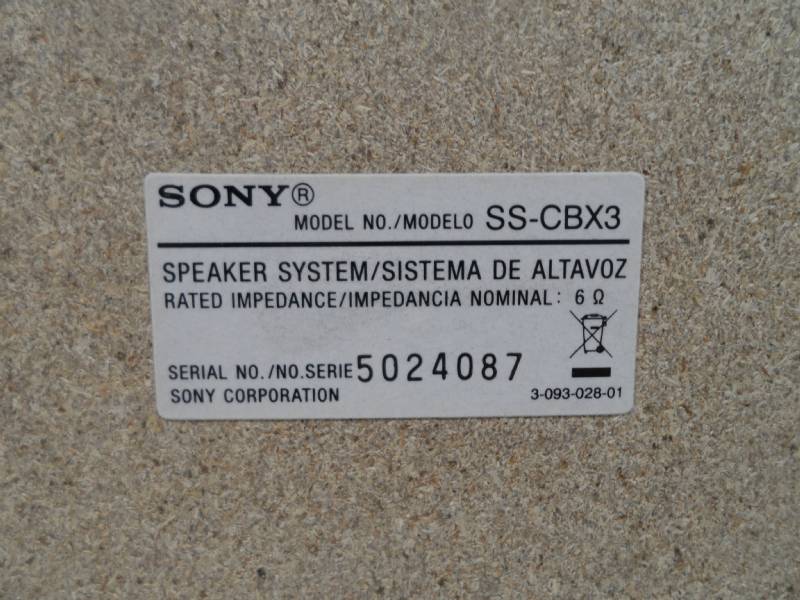 SONY®
MODEL NO./MODELO SS-CBX3
SPEAKER SYSTEM/SISTEMA DE ALTAVOZ
RATED IMPEDANCE/IMPEDANCIA NOMINAL: 6 Ω
SERIAL NO./NO.SERIE 5024087
SONY CORPORATION 3-093-028-01